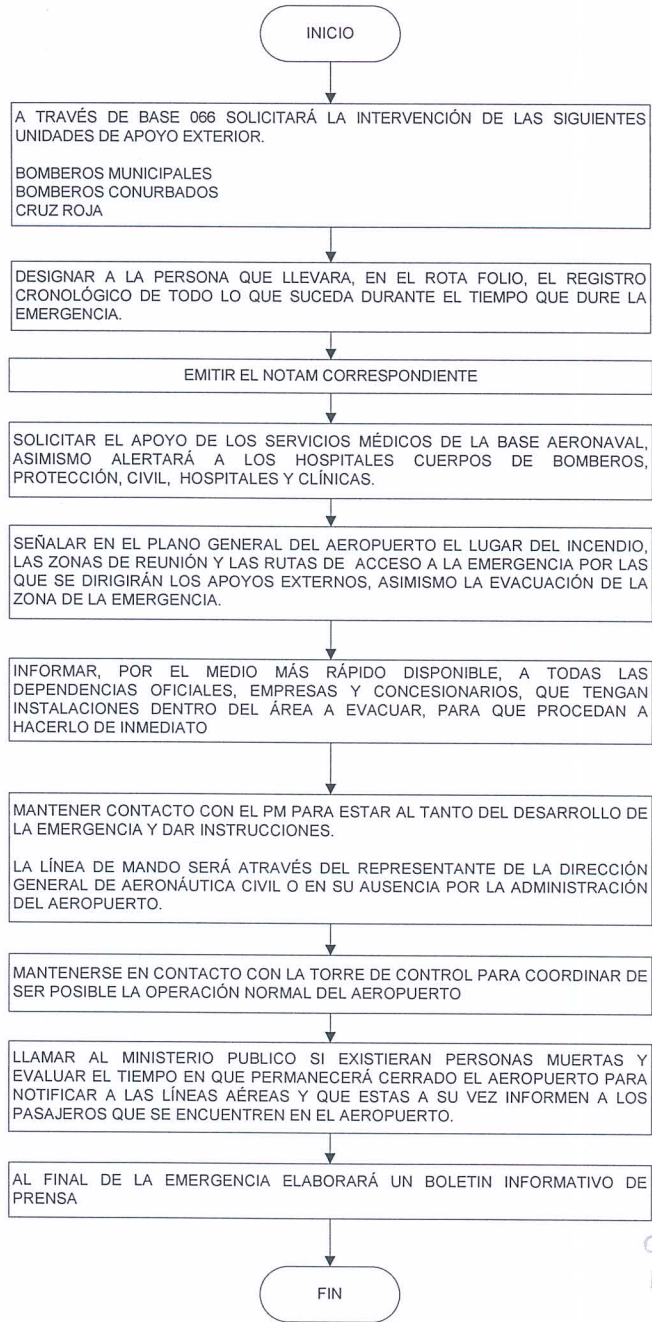 INICIO
A TRAVÉS DE BASE 066 SOLICITARÁ LA INTERVENCIÓN DE LAS SIGUIENTES
UNIDADES DE APOYO EXTERIOR.
BOMBEROS MUNICIPALES
BOMBEROS CONURBADOS
CRUZ ROJA
DESIGNAR A LA PERSONA QUE LLEVARA, EN EL ROTA FOLIO, EL REGISTRO
CRONOLÓGICO DE TODO LO QUE SUCEDA DURANTE EL TIEMPO QUE DURE LA
EMERGENCIA.
EMITIR EL NOTAM CORRESPONDIENTE
SOLICITAR EL APOYO DE LOS SERVICIOS MÉDICOS DE LA BASE AERONAVAL,
ASIMISMO ALERTARÁ A LOS HOSPITALES CUERPOS DE BOMBEROS,
PROTECCIÓN, CIVIL, HOSPITALES Y CLÍNICAS.
SEÑALAR EN EL PLANO GENERAL DEL AEROPUERTO EL LUGAR DEL INCENDIO,
LAS ZONAS DE REUNIÓN Y LAS RUTAS DE ACCESO A LA EMERGENCIA POR LAS
QUE SE DIRIGIRÁN LOS APOYOS EXTERNOS, ASIMISMO LA EVACUACIÓN DE LA
ZONA DE LA EMERGENCIA.
INFORMAR, POR EL MEDIO MÁS RÁPIDO DISPONIBLE, A TODAS LAS
DEPENDENCIAS OFICIALES, EMPRESAS Y CONCESIONARIOS, QUE TENGAN
INSTALACIONES DENTRO DEL ÁREA A EVACUAR, PARA QUE PROCEDAN A
HACERLO DE INMEDIATO
MANTENER CONTACTO CON EL PM PARA ESTAR AL TANTO DEL DESARROLLO DE
LA EMERGENCIA Y DAR INSTRUCCIONES.
LA LÍNEA DE MANDO SERÁ ATRAVÉS DEL REPRESENTANTE DE LA DIRECCIÓN
GENERAL DE AERONÁUTICA CIVIL O EN SU AUSENCIA POR LA ADMINISTRACIÓN
DEL AEROPUERTO.
MANTENERSE EN CONTACTO CON LA TORRE DE CONTROL PARA COORDINAR DE
SER POSIBLE LA OPERACIÓN NORMAL DEL AEROPUERTO
LLAMAR AL MINISTERIO PUBLICO SI EXISTIERAN PERSONAS MUERTAS Y
EVALUAR EL TIEMPO EN QUE PERMANECERÁ CERRADO EL AEROPUERTO PARA
NOTIFICAR A LAS LÍNEAS AÉREAS Y QUE ESTAS A SU VEZ INFORMEN A LOS
PASAJEROS QUE SE ENCUENTREN EN EL AEROPUERTO.
AL FINAL DE LA EMERGENCIA ELABORARÁ UN BOLETIN INFORMATIVO DE
PRENSA
FIN